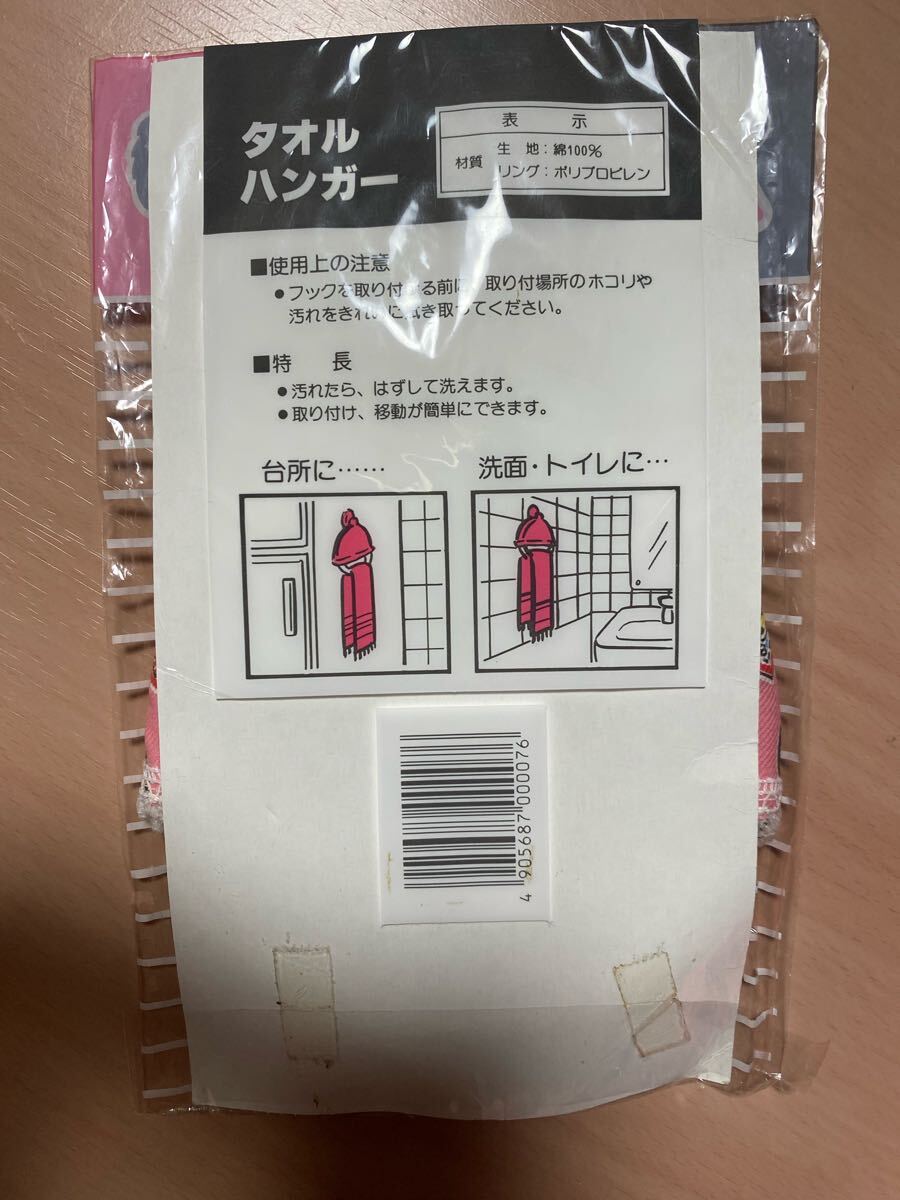 タオル
ハンガー
表 示
材質
生 地：綿100%
リング：ポリプロピレン
■使用上の注意
●フックを取り付ける前に、取り付場所のホコリや
汚れをきれいに拭き取ってください。
■特 長
●汚れたら、はずして洗えます。
●取り付け、移動が簡単にできます。
台所に……
洗面・トイレに…
4 905687 000076